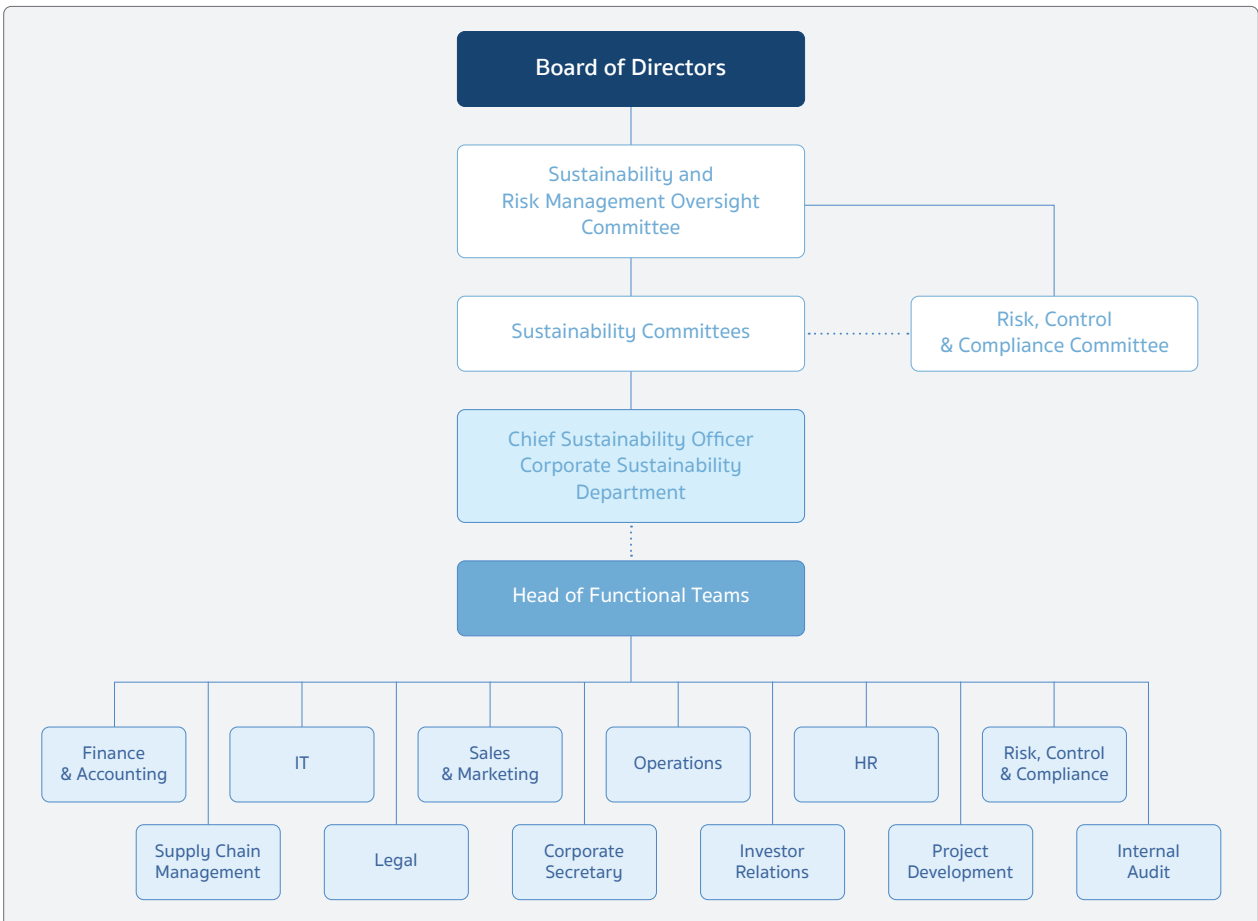 Board of Directors
Sustainability and
Risk Management Oversight
Committee
Sustainability Committees
Risk, Control
& Compliance Committee
Chief Sustainability Officer
Corporate Sustainability
Department
Head of Functional Teams
Finance
& Accounting
IT
Sales
& Marketing
Operations
HR
Risk, Control
& Compliance
Supply Chain
Management
Legal
Corporate
Secretary
Investor
Relations
Project
Development
Internal
Audit